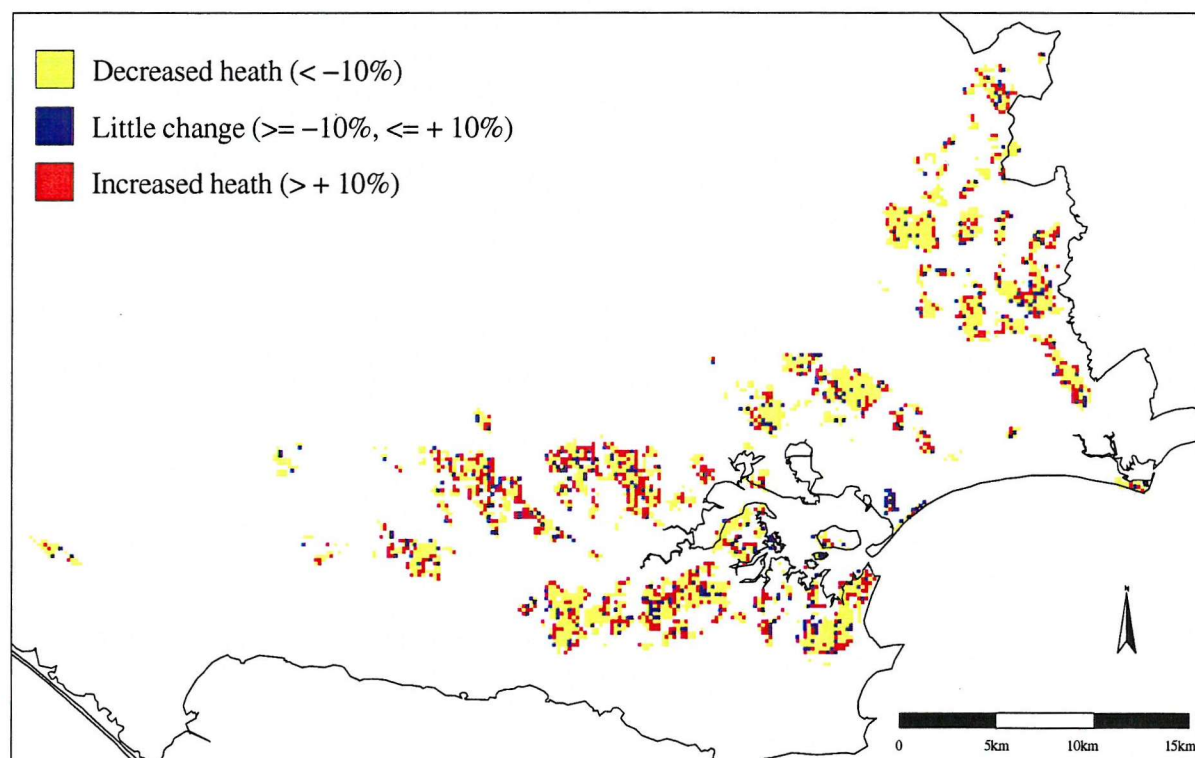 Decreased heath (< −10%)
Little change (>= −10%, <= + 10%)
Increased heath (> + 10%)
N
0 5km 10km 15km